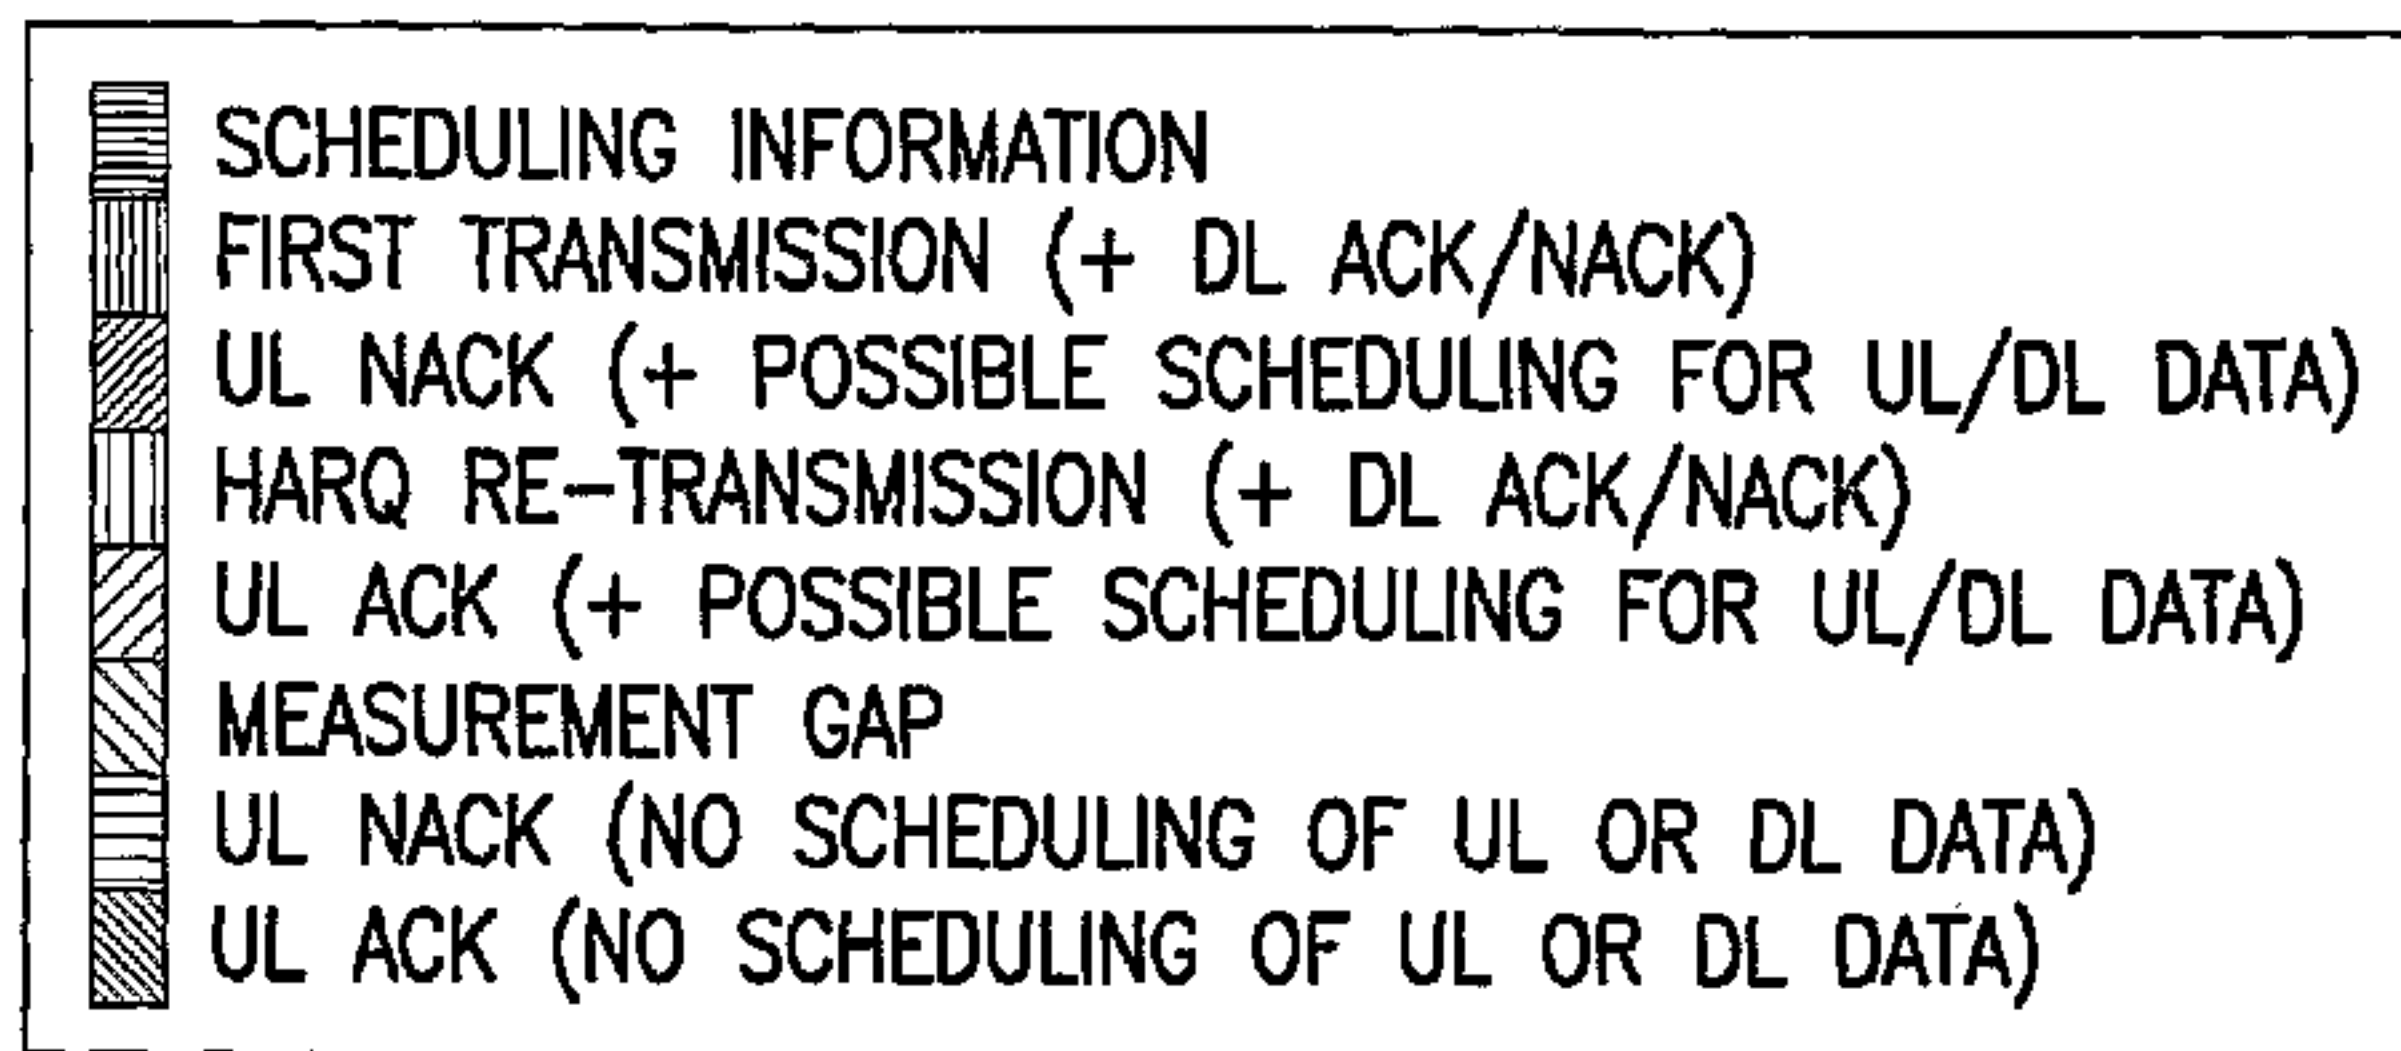 SCHEDULING INFORMATION
FIRST TRANSMISSION (+ DL ACK/NACK)
UL NACK (+ POSSIBLE SCHEDULING FOR UL/DL DATA)
HARQ RE-TRANSMISSION (+ DL ACK/NACK)
UL ACK (+ POSSIBLE SCHEDULING FOR UL/DL DATA)
MEASUREMENT GAP
UL NACK (NO SCHEDULING OF UL OR DL DATA)
UL ACK (NO SCHEDULING OF UL OR DL DATA)